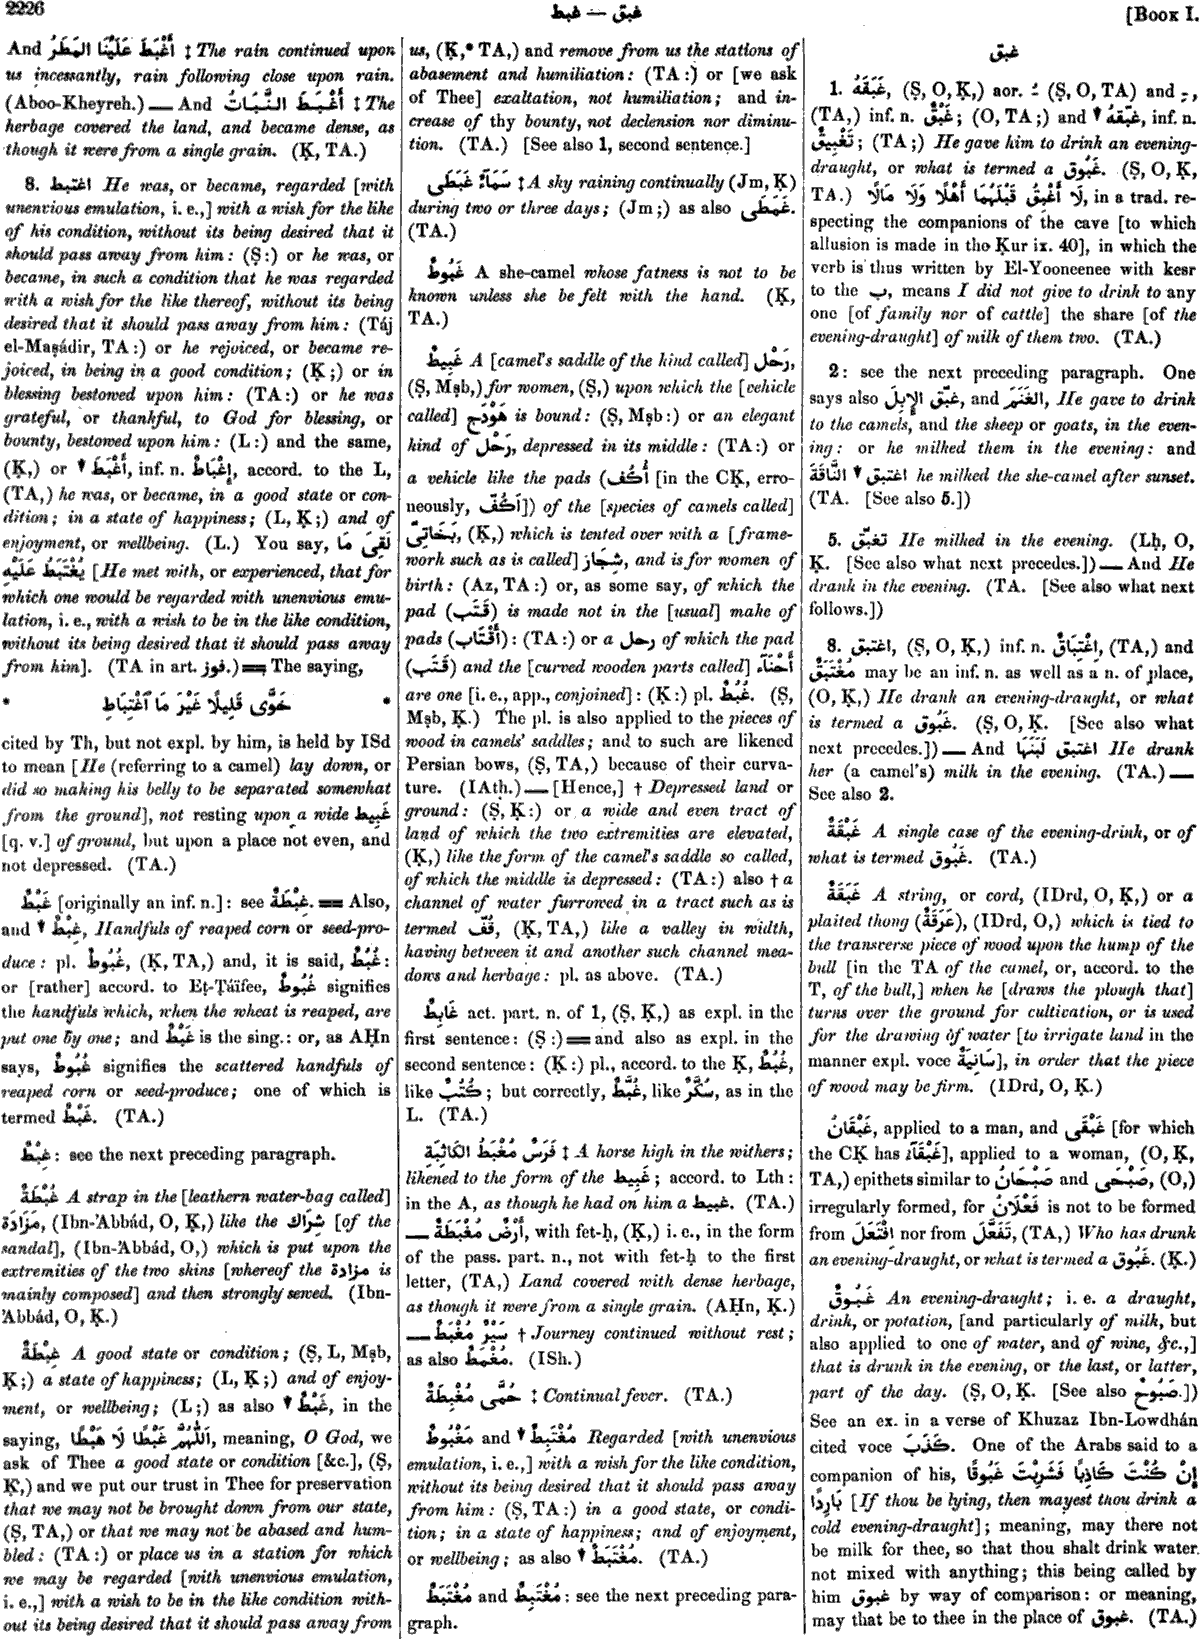 2226
غبط — غبق
[Book I.
And أَغْبَطَ عَلَيْنَا المَطَرُ ‡ The rain continued upon
us incessantly, rain following close upon rain.
(Aboo-Kheyreh.) — And أَغْبَطَ النَّبَاتُ ‡ The
herbage covered the land, and became dense, as
though it were from a single grain. (Ḳ, TA.)
8. اغتبط He was, or became, regarded [with
unenvious emulation, i. e.,] with a wish for the like
of his condition, without its being desired that it
should pass away from him: (Ṣ:) or he was, or
became, in such a condition that he was regarded
with a wish for the like thereof, without its being
desired that it should pass away from him: (Táj
el-Maṣádir, TA:) or he rejoiced, or became re-
joiced, in being in a good condition; (Ḳ;) or in
blessing bestowed upon him: (TA:) or he was
grateful, or thankful, to God for blessing, or
bounty, bestowed upon him: (L:) and the same,
(Ḳ,) or ▼ أَغْبَطَ, inf. n. إِغْبَاطٌ, accord. to the L,
(TA,) he was, or became, in a good state or con-
dition; in a state of happiness; (L, Ḳ;) and of
enjoyment, or wellbeing. (L.) You say, لَقِىَ مَا
يُغْتَبَطُ عَلَيْهِ [He met with, or experienced, that for
which one would be regarded with unenvious emu-
lation, i. e., with a wish to be in the like condition,
without its being desired that it should pass away
from him]. (TA in art. فوز.) ═ The saying,
* خَوَّى قَلِيلًا غَيْرَ مَا ٱغْتِبَاطِ *
cited by Th, but not expl. by him, is held by ISd
to mean [He (referring to a camel) lay down, or
did so making his belly to be separated somewhat
from the ground], not resting upon a wide غَبِيط
[q. v.] of ground, but upon a place not even, and
not depressed. (TA.)
غَبْطٌ [originally an inf. n.]: see غِبْطَةٌ. ═ Also,
and ▼ غِبْطٌ, Handfuls of reaped corn or seed-pro-
duce: pl. غُبُوطٌ, (Ḳ, TA,) and, it is said, غُبُطٌ:
or [rather] accord. to Eṭ-Ṭáïfee, غُبُوطٌ signifies
the handfuls which, when the wheat is reaped, are
put one by one; and غَبْطٌ is the sing.: or, as AḤn
says, غُبُوطٌ signifies the scattered handfuls of
reaped corn or seed-produce; one of which is
termed غَبْطٌ. (TA.)
غِبْطٌ: see the next preceding paragraph.
غُبْطَةٌ A strap in the [leathern water-bag called]
مَزَادَة, (Ibn-'Abbád, O, Ḳ,) like the شِرَاك [of the
sandal], (Ibn-'Abbád, O,) which is put upon the
extremities of the two skins [whereof the مزادة is
mainly composed] and then strongly sewed. (Ibn-
'Abbád, O, Ḳ.)
غِبْطَةٌ A good state or condition; (Ṣ, L, Mṣb,
Ḳ;) a state of happiness; (L, Ḳ;) and of enjoy-
ment, or wellbeing; (L;) as also ▼ غَبْطٌ, in the
saying, اَللّٰهُمَّ غَبْطًا لَا هَبْطًا, meaning, O God, we
ask of Thee a good state or condition [&c.], (Ṣ,
Ḳ,) and we put our trust in Thee for preservation
that we may not be brought down from our state,
(Ṣ, TA,) or that we may not be abased and hum-
bled: (TA:) or place us in a station for which
we may be regarded [with unenvious emulation,
i. e.,] with a wish to be in the like condition with-
out its being desired that it should pass away from
us, (Ḳ,* TA,) and remove from us the stations of
abasement and humiliation: (TA:) or [we ask
of Thee] exaltation, not humiliation; and in-
crease of thy bounty, not declension nor diminu-
tion. (TA.) [See also 1, second sentence.]
سَمَآءٌ غَبَطَى ‡ A sky raining continually (Jm, Ḳ)
during two or three days; (Jm;) as also غَمَطَى.
(TA.)
غَبُوطٌ A she-camel whose fatness is not to be
known unless she be felt with the hand. (Ḳ,
TA.)
غَبِيطٌ A [camel's saddle of the kind called] رَحْل,
(Ṣ, Mṣb,) for women, (Ṣ,) upon which the [vehicle
called] هَوْدَج is bound: (Ṣ, Mṣb:) or an elegant
kind of رَحْل, depressed in its middle: (TA:) or
a vehicle like the pads (أُكُف [in the CḲ, erro-
neously, أَكُفّ]) of the [species of camels called]
بَخَاتِىّ, (Ḳ,) which is tented over with a [frame-
work such as is called] شِجَار, and is for women of
birth: (Az, TA:) or, as some say, of which the
pad (قَتَب) is made not in the [usual] make of
pads (أَقْتَاب): (TA:) or a رحل of which the pad
(قَتَب) and the [curved wooden parts called] أَحْنَآء
are one [i. e., app., conjoined]: (Ḳ:) pl. غُبُطٌ. (Ṣ,
Mṣb, Ḳ.) The pl. is also applied to the pieces of
wood in camels' saddles; and to such are likened
Persian bows, (Ṣ, TA,) because of their curva-
ture. (IAth.) — [Hence,] † Depressed land or
ground: (Ṣ, Ḳ:) or a wide and even tract of
land of which the two extremities are elevated,
(Ḳ,) like the form of the camel's saddle so called,
of which the middle is depressed: (TA:) also † a
channel of water furrowed in a tract such as is
termed قُفّ, (Ḳ, TA,) like a valley in width,
having between it and another such channel mea-
dows and herbage: pl. as above. (TA.)
غَابِطٌ act. part. n. of 1, (Ṣ, Ḳ,) as expl. in the
first sentence: (Ṣ:) ═ and also as expl. in the
second sentence: (Ḳ:) pl., accord. to the Ḳ, غُبُطٌ,
like كُتُبٌ; but correctly, غُبَّطٌ, like سُكَّرٌ, as in the
L. (TA.)
فَرَسٌ مُغْبَطُ الكَاثِبَةِ ‡ A horse high in the withers;
likened to the form of the غَبِيط; accord. to Lth:
in the A, as though he had on him a غبيط. (TA.)
— أَرْضٌ مُغْبَطَةٌ, with fet-ḥ, (Ḳ,) i. e., in the form
of the pass. part. n., not with fet-ḥ to the first
letter, (TA,) Land covered with dense herbage,
as though it were from a single grain. (AḤn, Ḳ.)
— سَيْرٌ مُغْبَطٌ † Journey continued without rest;
as also مُغْمَطٌ. (ISh.)
حُمَّى مُغْبِطَةٌ ‡ Continual fever. (TA.)
مَغْبُوطٌ and ▼ مُغْتَبِطٌ Regarded [with unenvious
emulation, i. e.,] with a wish for the like condition,
without its being desired that it should pass away
from him: (Ṣ, TA:) in a good state, or condi-
tion; in a state of happiness; and of enjoyment,
or wellbeing; as also ▼ مُغْتَبَطٌ. (TA.)
مُغْتَبَطٌ and مُغْتَبِطٌ: see the next preceding para-
graph.
غبق
1. غَبَقَهُ, (Ṣ, O, Ḳ,) aor. ـُ (Ṣ, O, TA) and ـِ,
(TA,) inf. n. غَبْقٌ; (O, TA;) and ▼ غَبَّقَهُ, inf. n.
تَغْبِيقٌ; (TA;) He gave him to drink an evening-
draught, or what is termed a غَبُوق. (Ṣ, O, Ḳ,
TA.) لَا أَغْبِقُ قَبْلَهُمَا أَهْلًا وَلَا مَالًا, in a trad. re-
specting the companions of the cave [to which
allusion is made in the Ḳur ix. 40], in which the
verb is thus written by El-Yooneenee with kesr
to the ب, means I did not give to drink to any
one [of family nor of cattle] the share [of the
evening-draught] of milk of them two. (TA.)
2: see the next preceding paragraph. One
says also غَبَّق الإِبِلَ, and الغَنَمَ, He gave to drink
to the camels, and the sheep or goats, in the even-
ing: or he milked them in the evening: and
اغتبق ▼ النَّاقَةَ he milked the she-camel after sunset.
(TA. [See also 5.])
5. تغبّق He milked in the evening. (Lḥ, O,
Ḳ. [See also what next precedes.]) — And He
drank in the evening. (TA. [See also what next
follows.])
8. اغتبق, (Ṣ, O, Ḳ,) inf. n. اِغْتِبَاقٌ, (TA,) and
مُغْتَبَقٌ may be an inf. n. as well as a n. of place,
(O, Ḳ,) He drank an evening-draught, or what
is termed a غَبُوق. (Ṣ, O, Ḳ. [See also what
next precedes.]) — And اغتبق لَبَنَهَا He drank
her (a camel's) milk in the evening. (TA.) —
See also 2.
غَبْقَةٌ A single case of the evening-drink, or of
what is termed غَبُوق. (TA.)
غَبَقَةٌ A string, or cord, (IDrd, O, Ḳ,) or a
plaited thong (عَرَقَةٌ), (IDrd, O,) which is tied to
the transverse piece of wood upon the hump of the
bull [in the TA of the camel, or, accord. to the
T, of the bull,] when he [draws the plough that]
turns over the ground for cultivation, or is used
for the drawing of water [to irrigate land in the
manner expl. voce سَانِيَةٌ], in order that the piece
of wood may be firm. (IDrd, O, Ḳ.)
غَبْقَانُ, applied to a man, and غَبْقَى [for which
the CḲ has غَبْقَآءُ], applied to a woman, (O, Ḳ,
TA,) epithets similar to صَبْحَانُ and صَبْحَى, (O,)
irregularly formed, for فَعْلَانُ is not to be formed
from افْتَعَلَ nor from تَفَعَّلَ, (TA,) Who has drunk
an evening-draught, or what is termed a غَبُوق. (Ḳ.)
غَبُوقٌ An evening-draught; i. e. a draught,
drink, or potation, [and particularly of milk, but
also applied to one of water, and of wine, &c.,]
that is drunk in the evening, or the last, or latter,
part of the day. (Ṣ, O, Ḳ. [See also صَبُوحٌ.])
See an ex. in a verse of Khuzaz Ibn-Lowdhán
cited voce كَذَبَ. One of the Arabs said to a
companion of his, إِنْ كُنْتَ كَاذِبًا فَشَرِبْتَ غَبُوقًا
بَارِدًا [If thou be lying, then mayest thou drink a
cold evening-draught]; meaning, may there not
be milk for thee, so that thou shalt drink water
not mixed with anything; this being called by
him غبوق by way of comparison: or meaning,
may that be to thee in the place of غبوق. (TA.)